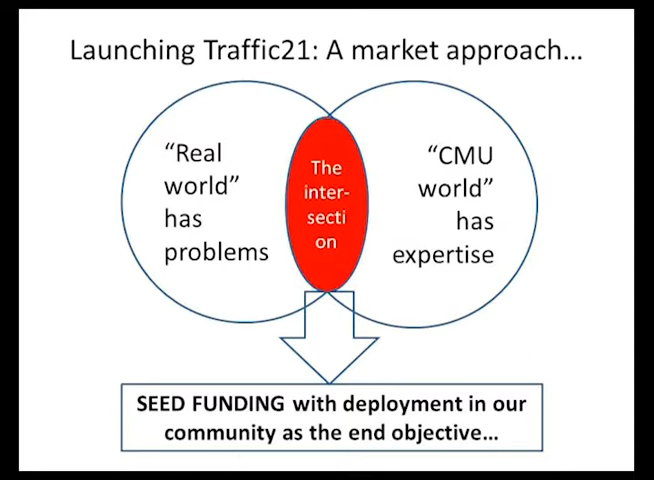 Launching Traffic21: A market approach...
“Real
world”
has
problems
The
inter-
secti
on
“CMU
world”
has
expertise
SEED FUNDING with deployment in our
community as the end objective...